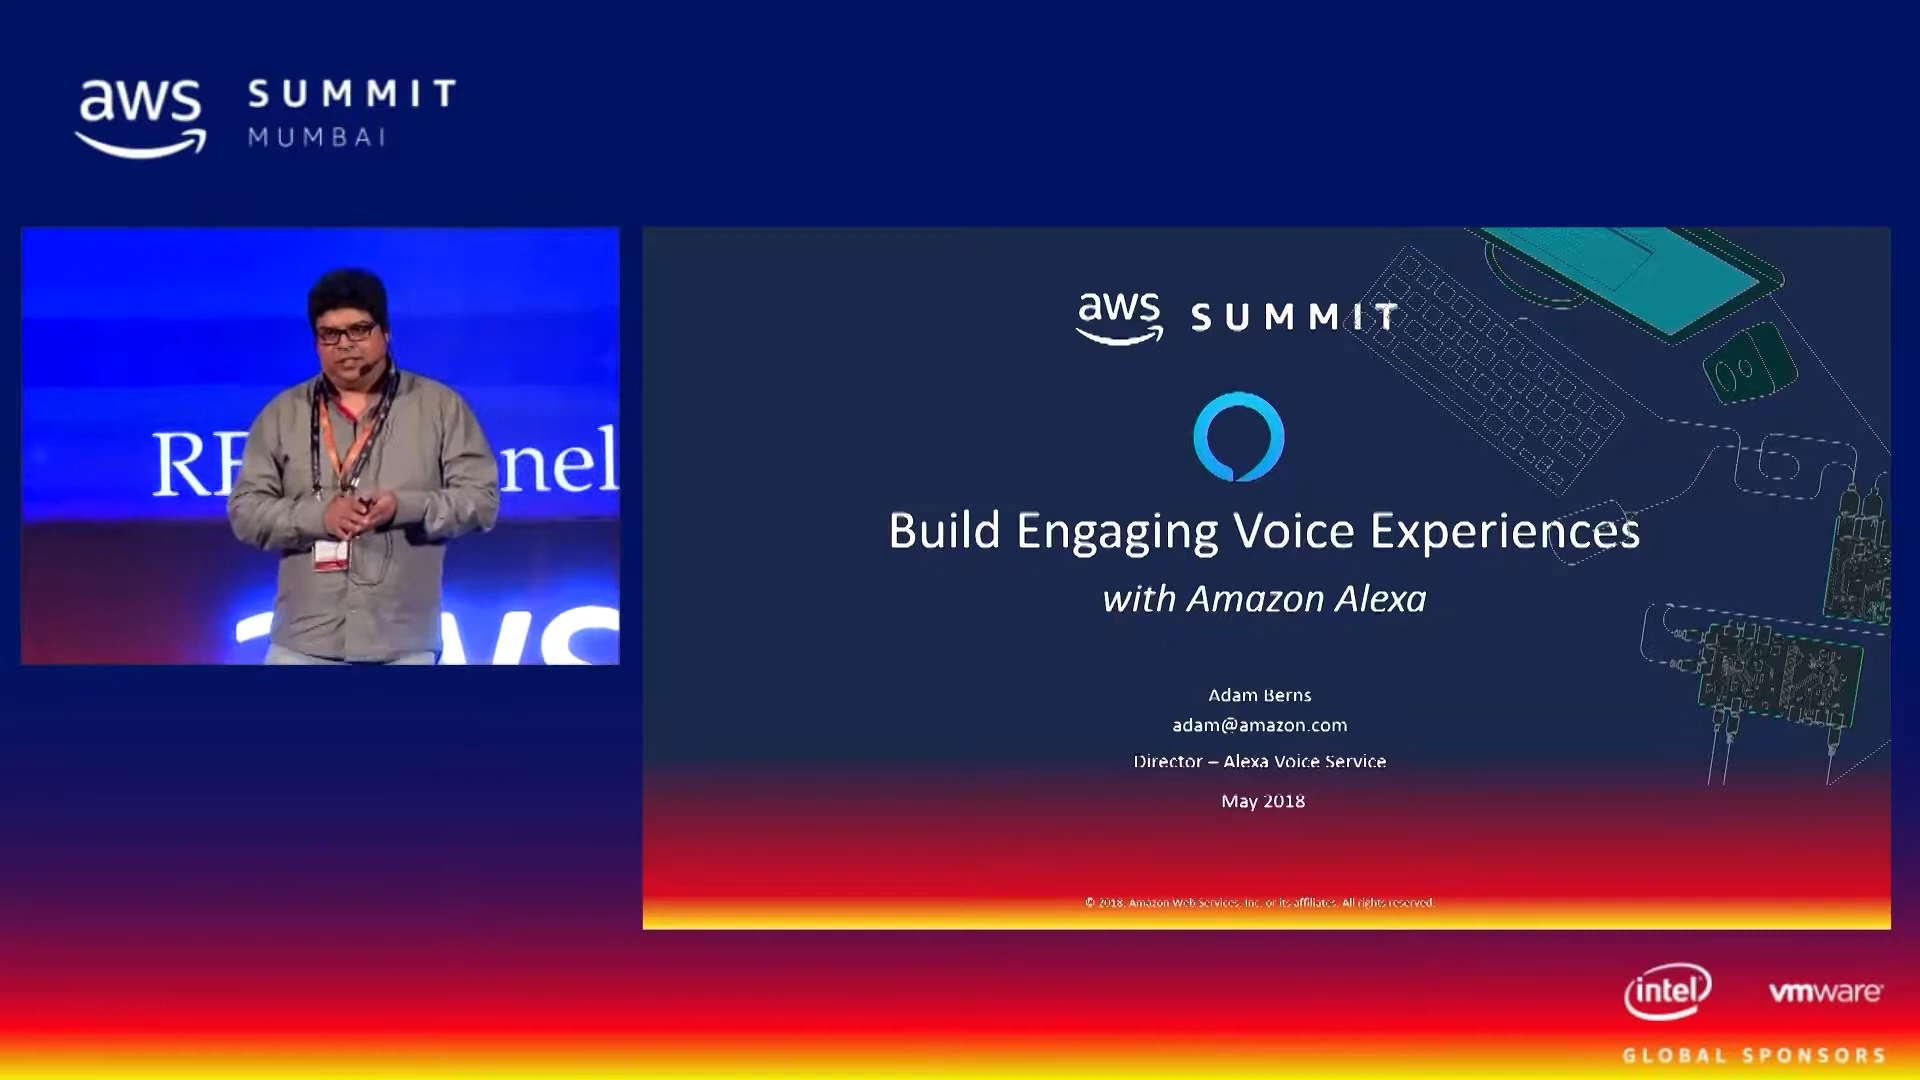 aws SUMMIT
MUMBAI
nel
aws
aws SUMMIT
Build Engaging Voice Experiences
with Amazon Alexa
Adam Berns
adam@amazon.com
Director – Alexa Voice Service
May 2018
© 2018, Amazon Web Services, Inc. or its affiliates. All rights reserved.
intel vmware
GLOBAL SPONSORS